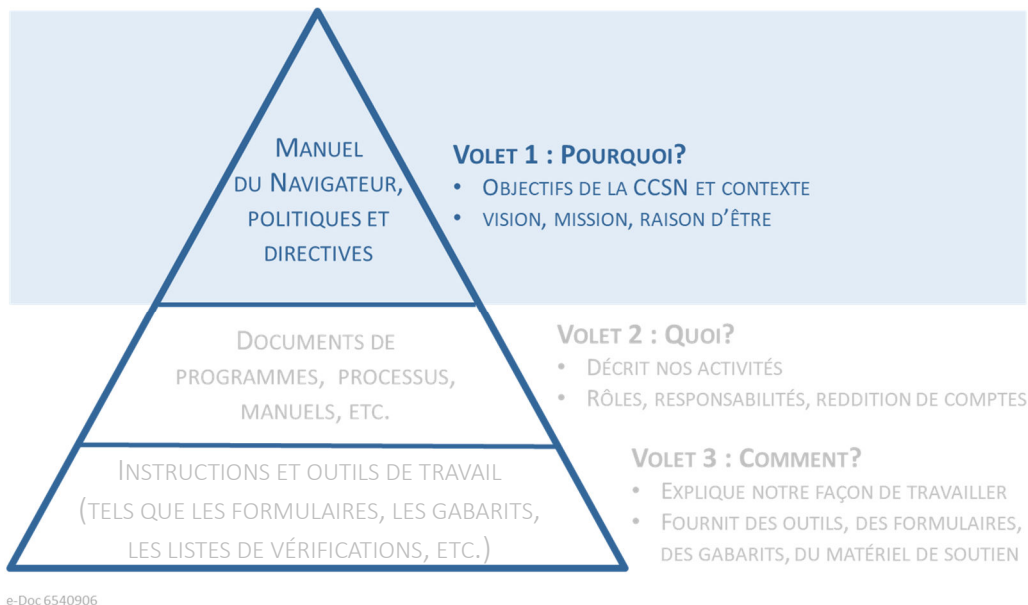 MANUEL
DU NAVIGATEUR,
POLITIQUES ET
DIRECTIVES
VOLET 1 : POURQUOI?
• OBJECTIFS DE LA CCSN ET CONTEXTE
• VISION, MISSION, RAISON D’ÊTRE
DOCUMENTS DE
PROGRAMMES, PROCESSUS,
MANUELS, ETC.
VOLET 2 : QUOI?
• DÉCRIT NOS ACTIVITÉS
• RÔLES, RESPONSABILITÉS, REDDITION DE COMPTES
INSTRUCTIONS ET OUTILS DE TRAVAIL
(TELS QUE LES FORMULAIRES, LES GABARITS,
LES LISTES DE VÉRIFICATIONS, ETC.)
VOLET 3 : COMMENT?
• EXPLIQUE NOTRE FAÇON DE TRAVAILLER
• FOURNIT DES OUTILS, DES FORMULAIRES,
DES GABARITS, DU MATÉRIEL DE SOUTIEN
e-Doc 6540906